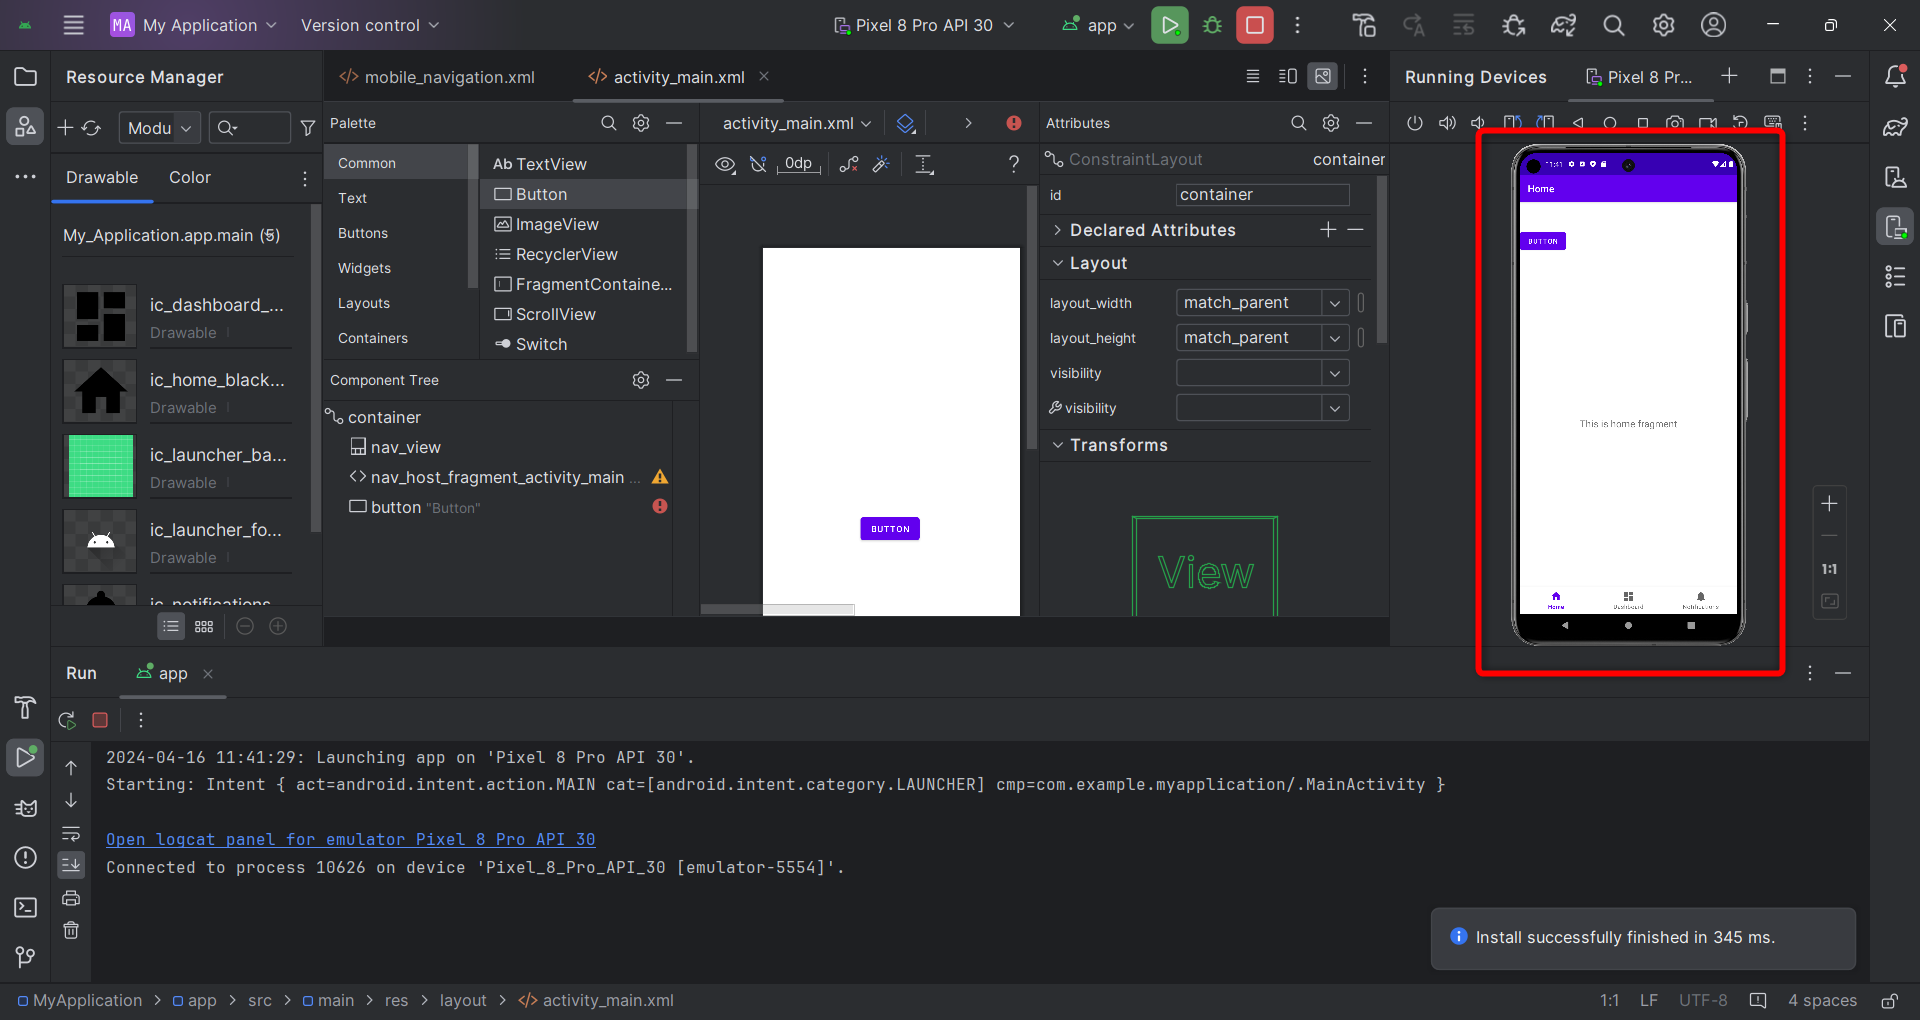 MA My Application
Version control
Pixel 8 Pro API 30
app
Resource Manager
mobile_navigation.xml
activity_main.xml
Running Devices
Pixel 8 Pr...
Modu
Palette
activity_main.xml
Attributes
Drawable
Color
Common
Text
Buttons
Widgets
Layouts
Containers
Ab TextView
Button
ImageView
RecyclerView
FragmentContaine...
ScrollView
Switch
0dp
?
ConstraintLayout
container
id
container
Declared Attributes
Layout
layout_width
match_parent
layout_height
match_parent
visibility
visibility
Transforms
View
My_Application.app.main (5)
ic_dashboard_...
Drawable
ic_home_black...
Drawable
ic_launcher_ba...
Drawable
ic_launcher_fo...
Drawable
ic_notifications
Component Tree
container
nav_view
nav_host_fragment_activity_main ...
button "Button"
BUTTON
11:41
Home
BUTTON
This is home fragment
Home
Dashboard
Notifications
1:1
Run
app
2024-04-16 11:41:29: Launching app on 'Pixel 8 Pro API 30'.
Starting: Intent { act=android.intent.action.MAIN cat=[android.intent.category.LAUNCHER] cmp=com.example.myapplication/.MainActivity }
Open logcat panel for emulator Pixel 8 Pro API 30
Connected to process 10626 on device 'Pixel_8_Pro_API_30 [emulator-5554]'.
Install successfully finished in 345 ms.
MyApplication > app > src > main > res > layout > activity_main.xml
1:1 LF UTF-8 4 spaces